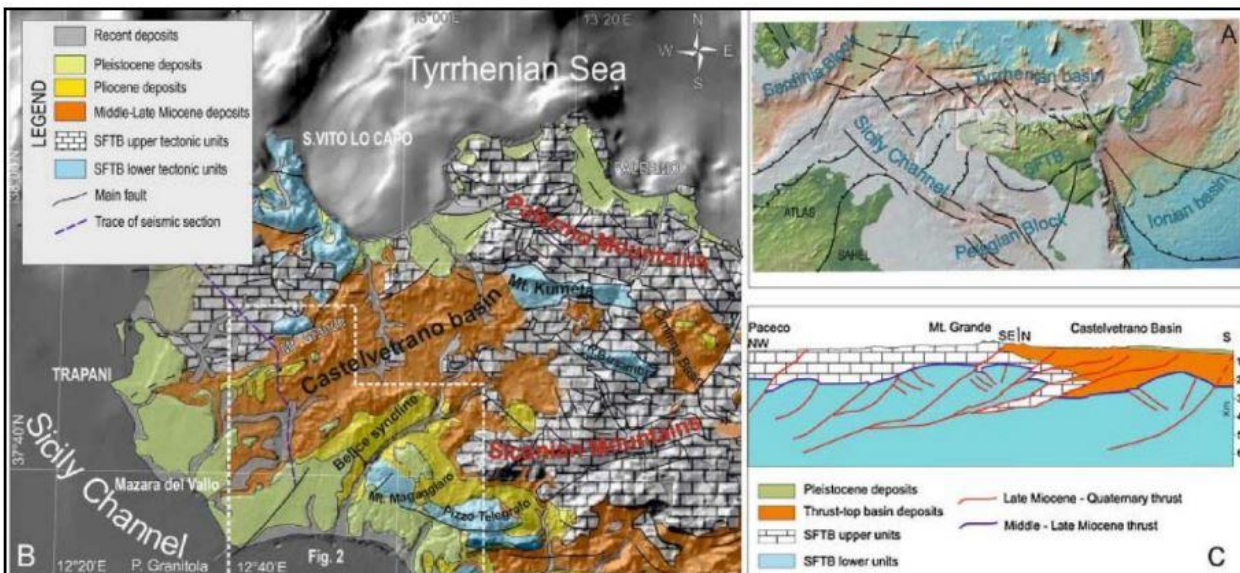 LEGEND
Recent deposits
Pleistocene deposits
Pliocene deposits
Middle-Late Miocene deposits
SFTB upper tectonic units
SFTB lower tectonic units
Main fault
Trace of seismic section
13°20'E
N
W E
S
Tyrrhenian Sea
S.VITO LO CAPO
PALERMO
Palermo Mountains
Mt. Kumeta
Castelvetrano basin
TRAPANI
Sicily Channel
37°40'N
Belice syncline
Sicanian Mountains
Mazara del Vallo
Mt. Magaggiaro
Pizzo Telegrafo
B
12°20'E
P. Granitola
12°40'E
Fig. 2
A
Sardinia Block
Tyrrhenian basin
Sicily Channel
SFTB
Ionian basin
ATLAS
SAHEL
Pelagian Block
Paceco
NW
Mt. Grande
SE N
Castelvetrano Basin
S
Km
Pleistocene deposits
Thrust-top basin deposits
SFTB upper units
SFTB lower units
Late Miocene - Quaternary thrust
Middle - Late Miocene thrust
C